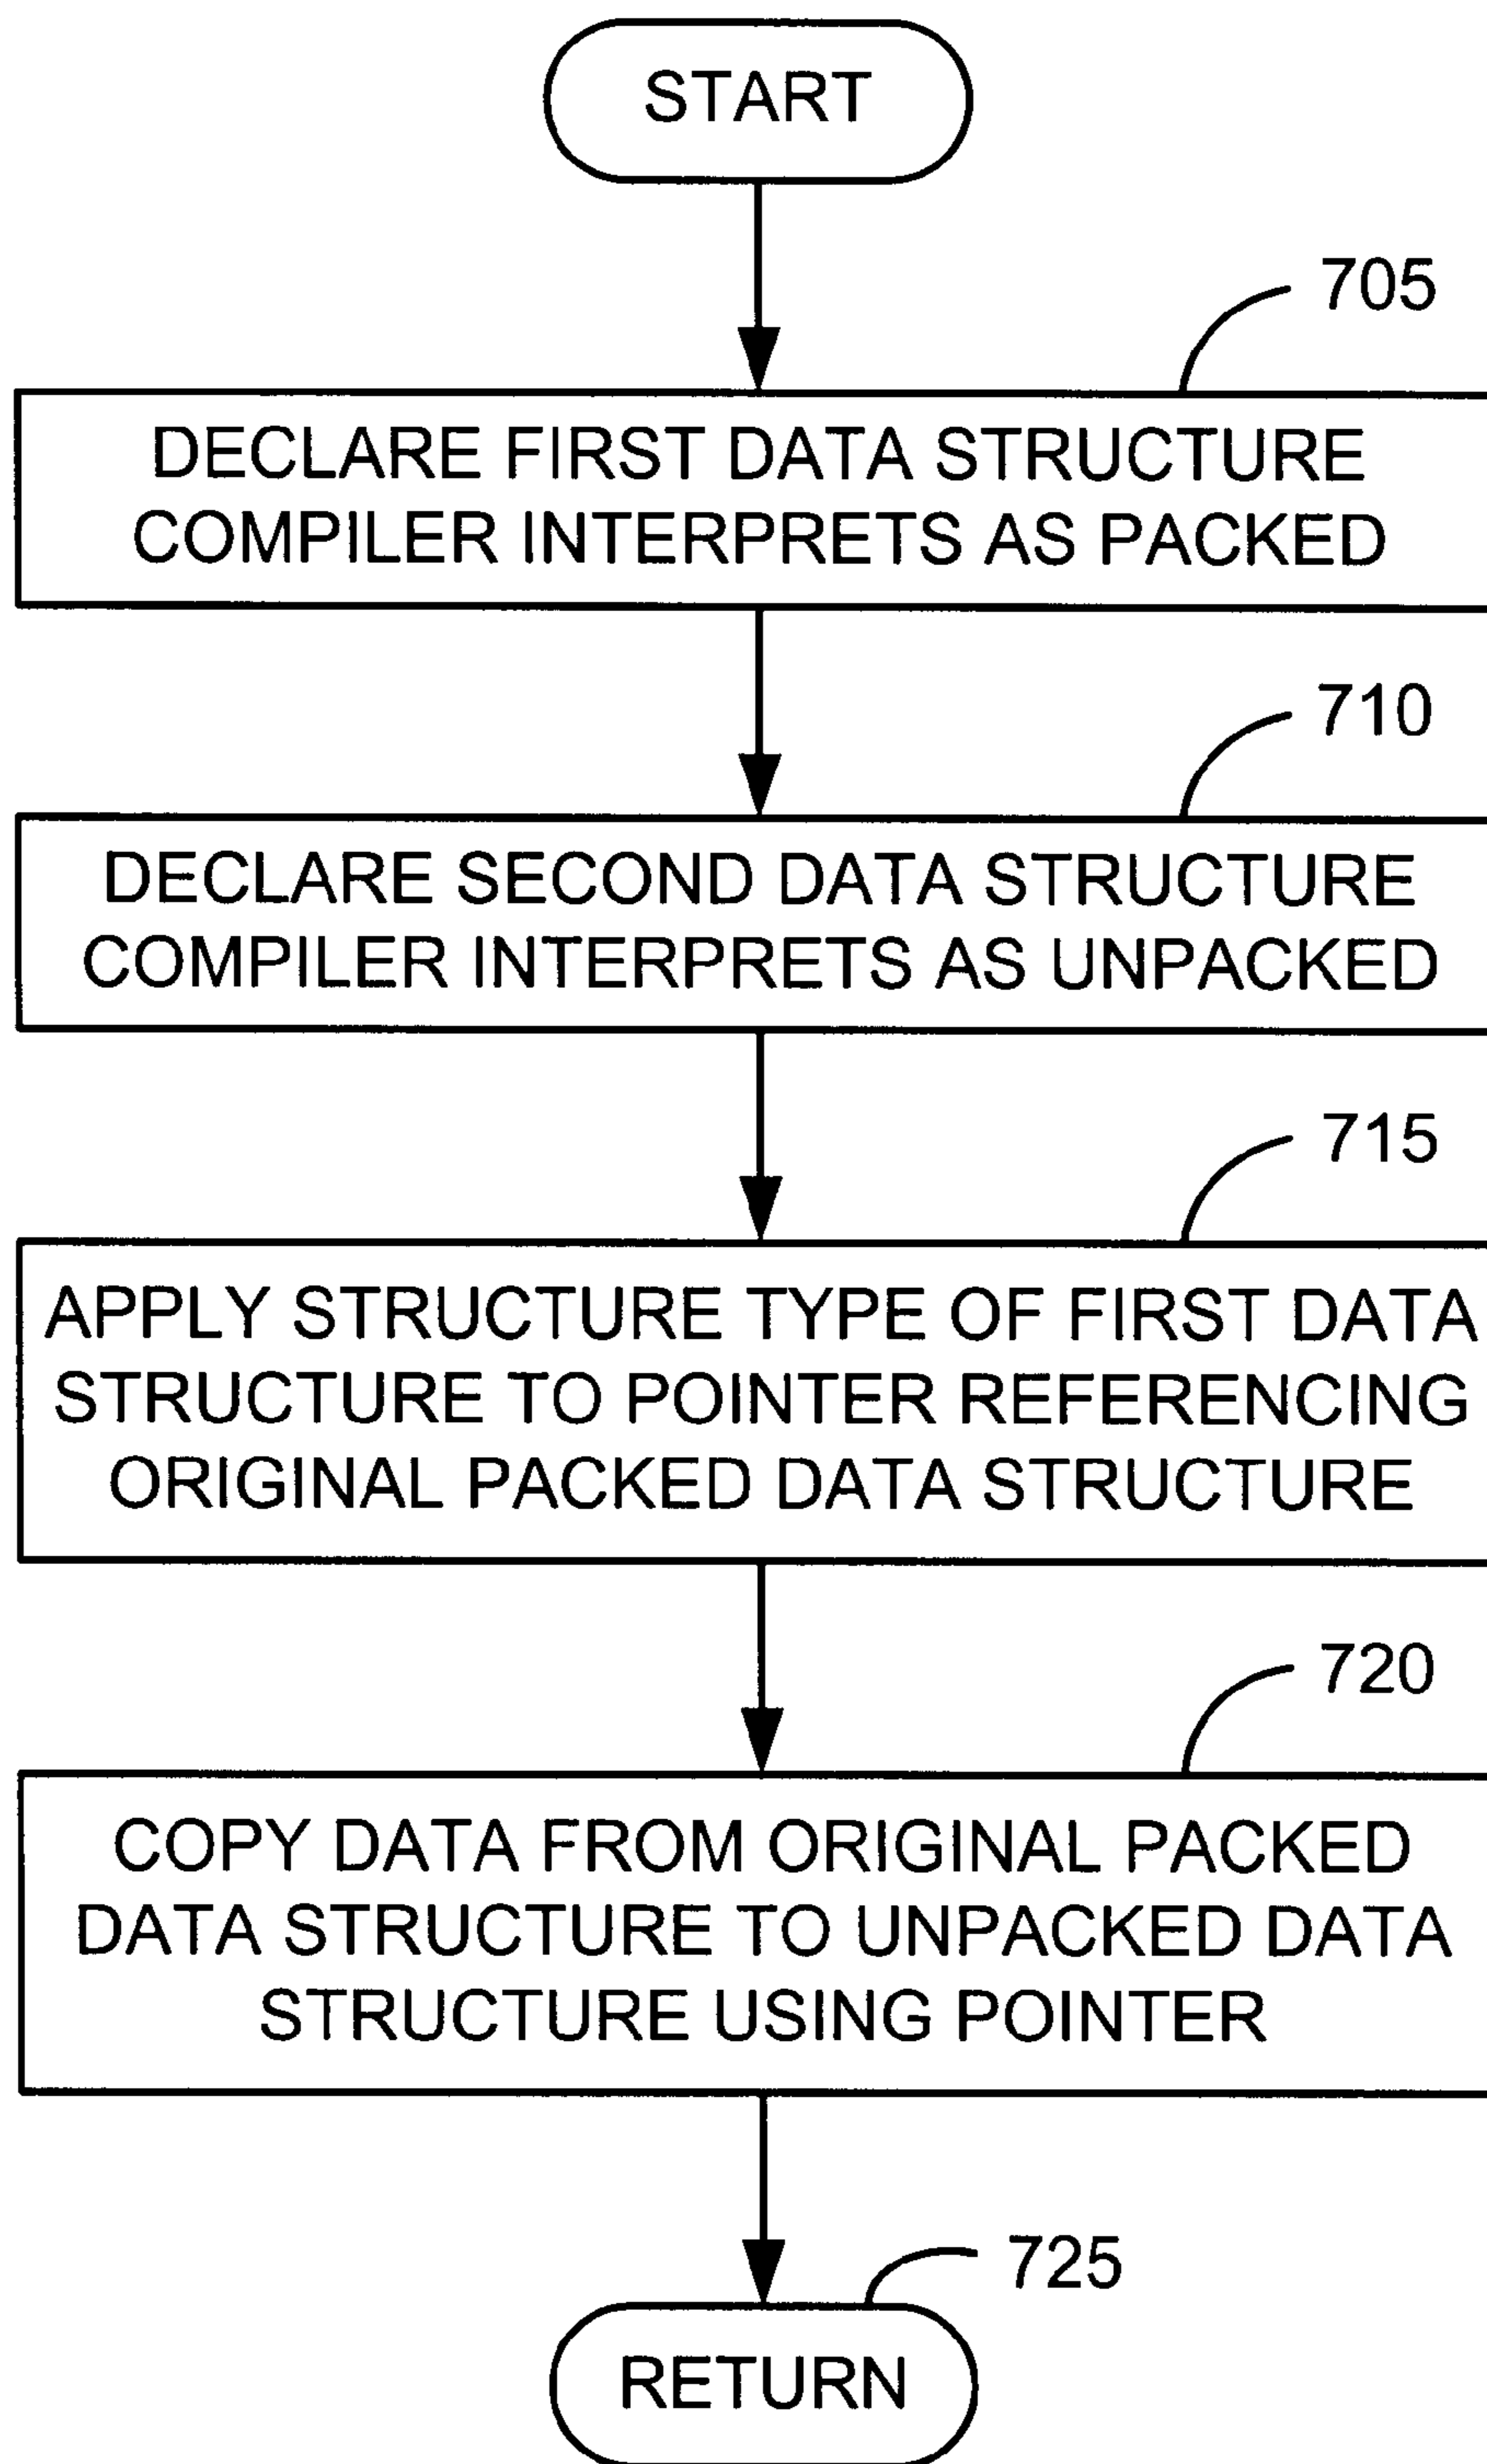 START
705
DECLARE FIRST DATA STRUCTURE
COMPILER INTERPRETS AS PACKED
710
DECLARE SECOND DATA STRUCTURE
COMPILER INTERPRETS AS UNPACKED
715
APPLY STRUCTURE TYPE OF FIRST DATA
STRUCTURE TO POINTER REFERENCING
ORIGINAL PACKED DATA STRUCTURE
720
COPY DATA FROM ORIGINAL PACKED
DATA STRUCTURE TO UNPACKED DATA
STRUCTURE USING POINTER
725
RETURN